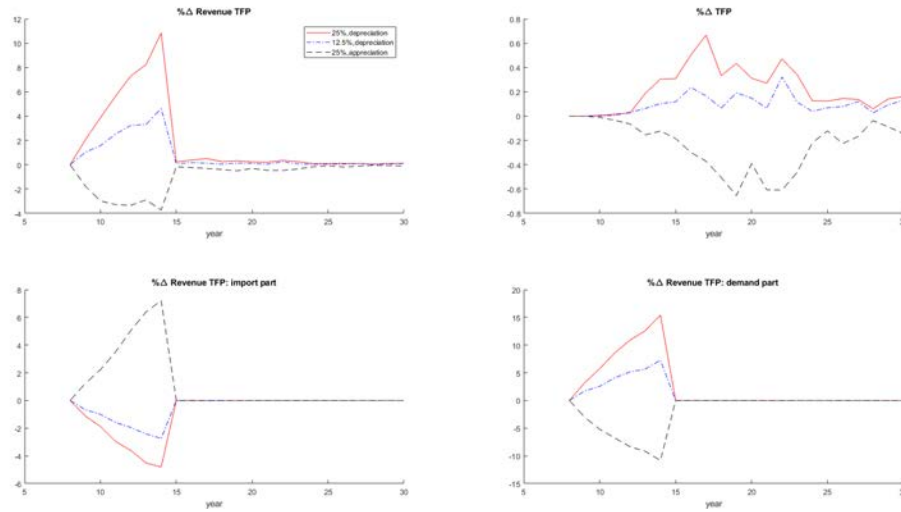 %Δ Revenue TFP
12
10
8
6
4
2
0
-2
-4
5 10 15 20 25 30
year
25%,depreciation
12.5%,depreciation
25%,appreciation
%Δ TFP
0.8
0.6
0.4
0.2
0
-0.2
-0.4
-0.6
-0.8
5 10 15 20 25 30
year
%Δ Revenue TFP: import part
8
6
4
2
0
-2
-4
-6
5 10 15 20 25 30
year
%Δ Revenue TFP: demand part
20
15
10
5
0
-5
-10
-15
5 10 15 20 25 30
year